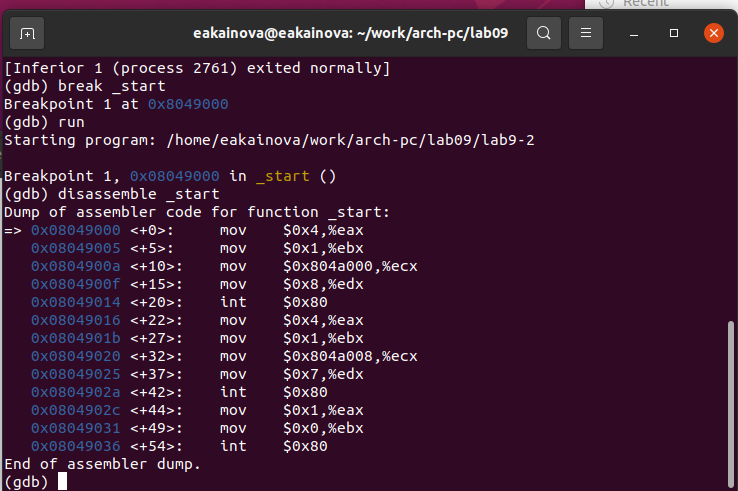 Recent
eakainova@eakainova: ~/work/arch-pc/lab09
[Inferior 1 (process 2761) exited normally]
(gdb) break _start
Breakpoint 1 at 0x8049000
(gdb) run
Starting program: /home/eakainova/work/arch-pc/lab09/lab9-2
Breakpoint 1, 0x08049000 in _start ()
(gdb) disassemble _start
Dump of assembler code for function _start:
=> 0x08049000 <+0>:     mov    $0x4,%eax
   0x08049005 <+5>:     mov    $0x1,%ebx
   0x0804900a <+10>:    mov    $0x804a000,%ecx
   0x0804900f <+15>:    mov    $0x8,%edx
   0x08049014 <+20>:    int    $0x80
   0x08049016 <+22>:    mov    $0x4,%eax
   0x0804901b <+27>:    mov    $0x1,%ebx
   0x08049020 <+32>:    mov    $0x804a008,%ecx
   0x08049025 <+37>:    mov    $0x7,%edx
   0x0804902a <+42>:    int    $0x80
   0x0804902c <+44>:    mov    $0x1,%eax
   0x08049031 <+49>:    mov    $0x0,%ebx
   0x08049036 <+54>:    int    $0x80
End of assembler dump.
(gdb)